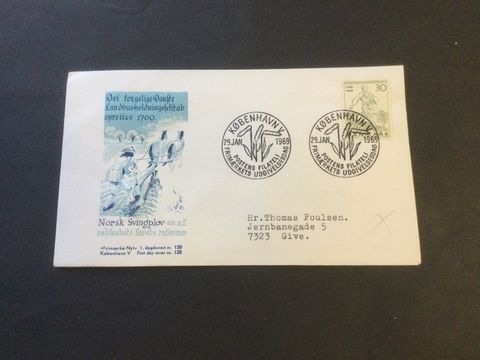 Det kongelige Danske
Landhusholdningsselskab
oprettes 1769.
Norsk Svingplov - en af
selskabets første reformer
»Frimærke Nyt« 1. dagskuvert nr. 130
København V First day cover no. 130
KØBENHAVN V.
29.JAN. 1969
POSTENS FILATELI
FRIMÆRKETS UDGIVELSESDAG
KØBENHAVN V.
29.JAN. 1969
POSTENS FILATELI
FRIMÆRKETS UDGIVELSESDAG
30
Hr. Thomas Poulsen.
Jernbanegade 5
7323 Give.